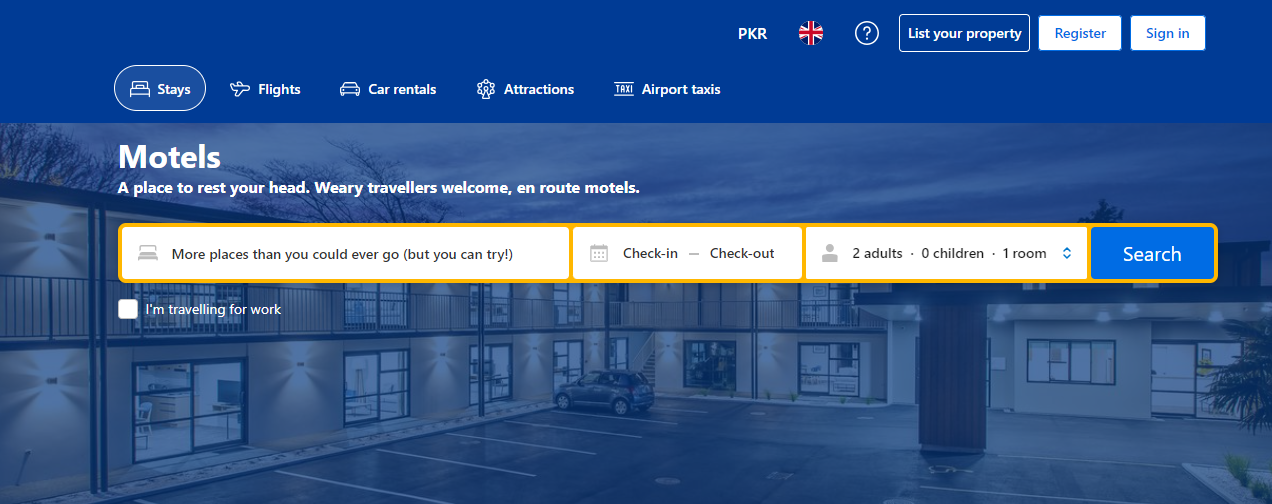 PKR
List your property
Register
Sign in
Stays
Flights
Car rentals
Attractions
TAXI
Airport taxis
Motels
A place to rest your head. Weary travellers welcome, en route motels.
More places than you could ever go (but you can try!)
Check-in — Check-out
2 adults · 0 children · 1 room
Search
I'm travelling for work